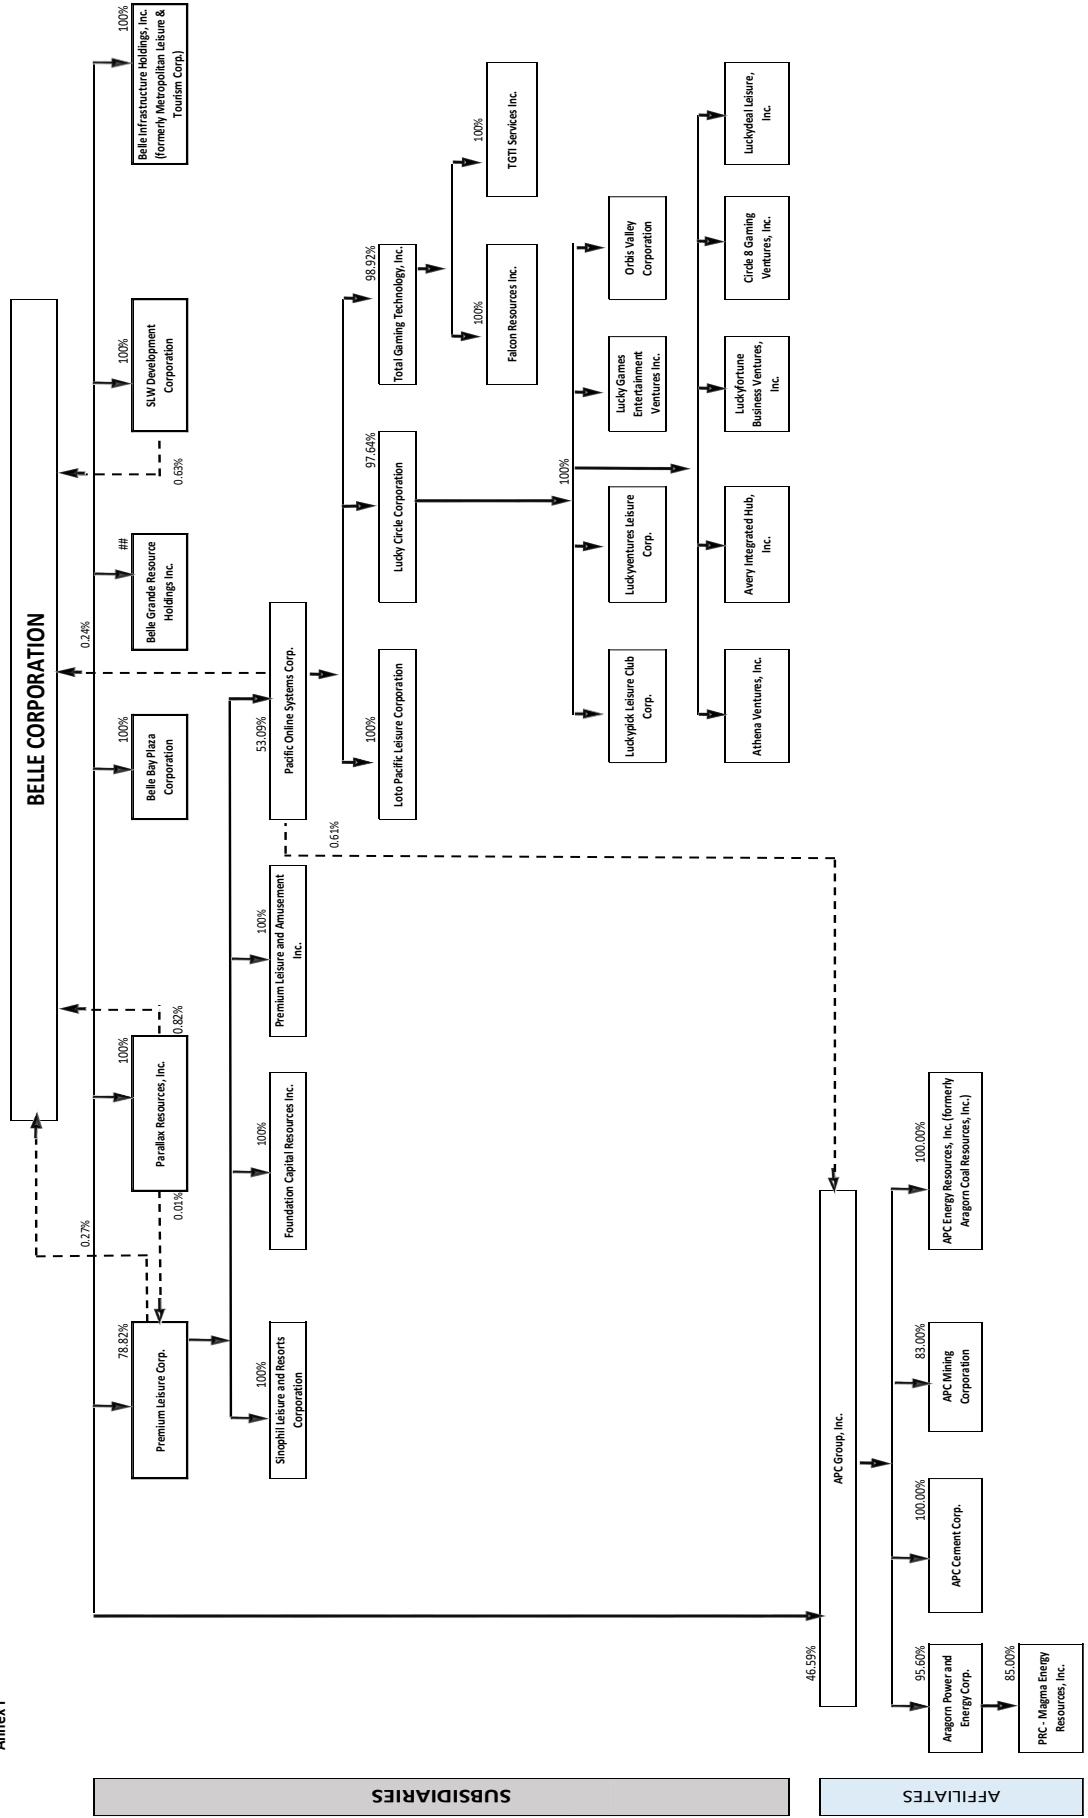 Annex I
BELLE CORPORATION
SUBSIDIARIES
AFFILIATES
0.27%
0.24%
78.82%
Premium Leisure Corp.
0.01%
100%
Parallax Resources, Inc.
0.82%
100%
Belle Bay Plaza
Corporation
##
Belle Grande Resource
Holdings Inc.
0.63%
100%
SLW Development
Corporation
100%
Belle Infrastructure Holdings, Inc.
(formerly Metropolitan Leisure &
Tourism Corp.)
100%
Sinophil Leisure and Resorts
Corporation
100%
Foundation Capital Resources Inc.
100%
Premium Leisure and Amusement
Inc.
53.09%
Pacific Online Systems Corp.
0.61%
100%
Loto Pacific Leisure Corporation
97.64%
Lucky Circle Corporation
98.92%
Total Gaming Technology, Inc.
100%
Falcon Resources Inc.
100%
TGTI Services Inc.
100%
Luckypick Leisure Club
Corp.
Luckyventures Leisure
Corp.
Lucky Games
Entertainment
Ventures Inc.
Orbis Valley
Corporation
Athena Ventures, Inc.
Avery Integrated Hub,
Inc.
Luckyfortune
Business Ventures,
Inc.
Circle 8 Gaming
Ventures, Inc.
Luckydeal Leisure,
Inc.
46.59%
APC Group, Inc.
95.60%
Aragorn Power and
Energy Corp.
100.00%
APC Cement Corp.
83.00%
APC Mining
Corporation
100.00%
APC Energy Resources, Inc. (formerly
Aragorn Coal Resources, Inc.)
85.00%
PRC - Magma Energy
Resources, Inc.